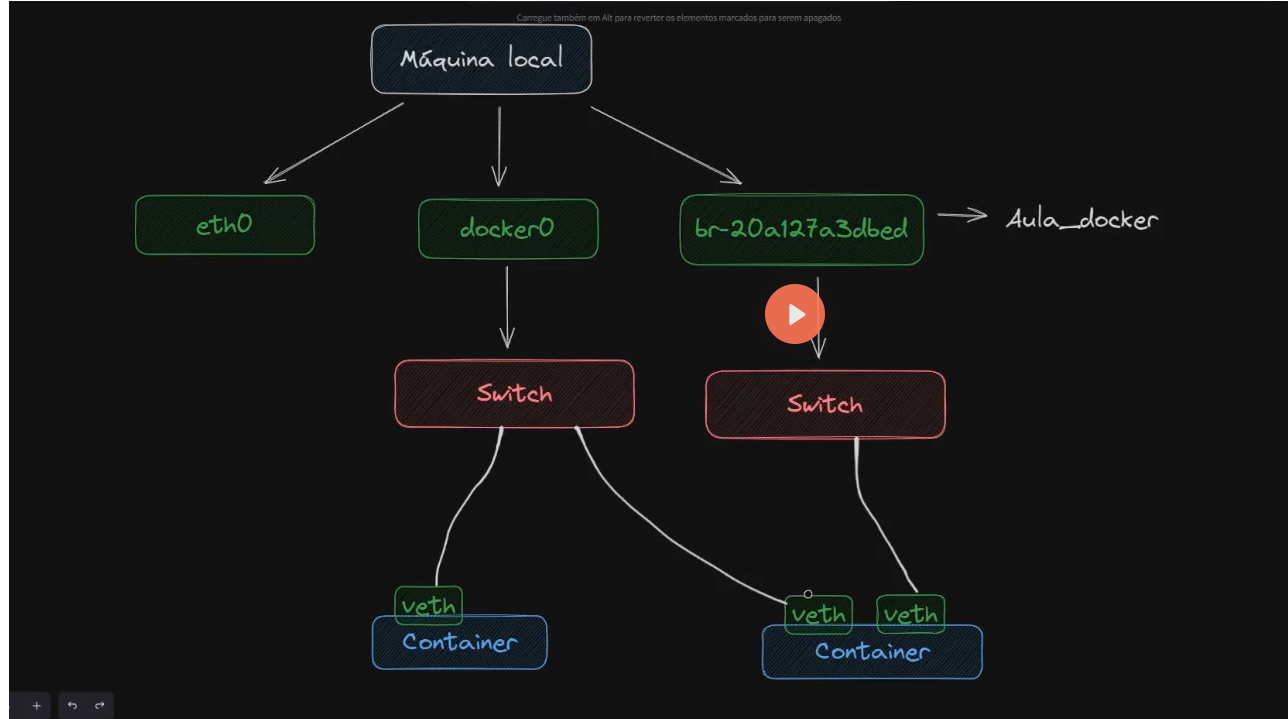 Carregue também em Alt para reverter os elementos marcados para serem apagados
Máquina local
eth0
docker0
br-20a127a3dbed
Aula_docker
Switch
Switch
veth
Container
veth
veth
Container